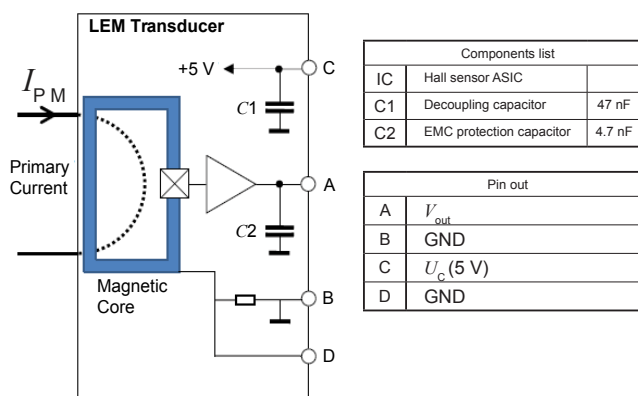 LEM Transducer
+5 V
C
C1
I P M
Primary
Current
A
C2
Magnetic
Core
B
D
Components list
IC Hall sensor ASIC
C1 Decoupling capacitor 47 nF
C2 EMC protection capacitor 4.7 nF
Pin out
A V out
B GND
C U C (5 V)
D GND